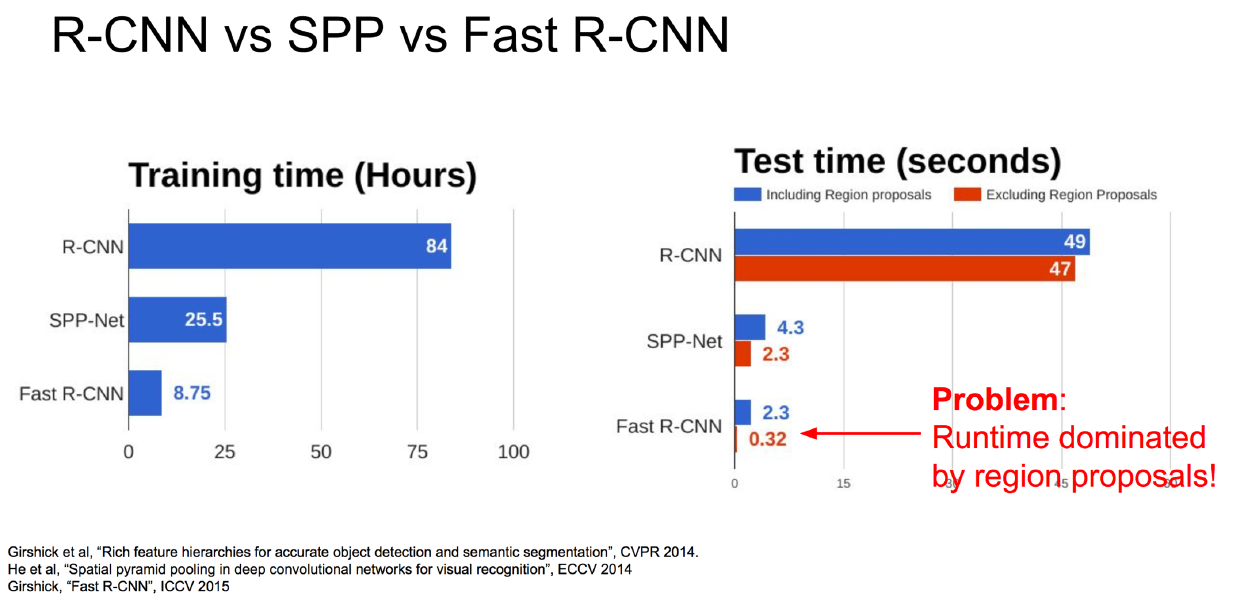 R-CNN vs SPP vs Fast R-CNN
Training time (Hours)
R-CNN
84
SPP-Net
25.5
Fast R-CNN
8.75
0 25 50 75 100
Test time (seconds)
Including Region proposals Excluding Region Proposals
R-CNN
49
47
SPP-Net
4.3
2.3
Fast R-CNN
2.3
0.32
Problem:
Runtime dominated
by region proposals!
0 15 30 45
Girshick et al, “Rich feature hierarchies for accurate object detection and semantic segmentation”, CVPR 2014.
He et al, “Spatial pyramid pooling in deep convolutional networks for visual recognition”, ECCV 2014
Girshick, “Fast R-CNN”, ICCV 2015